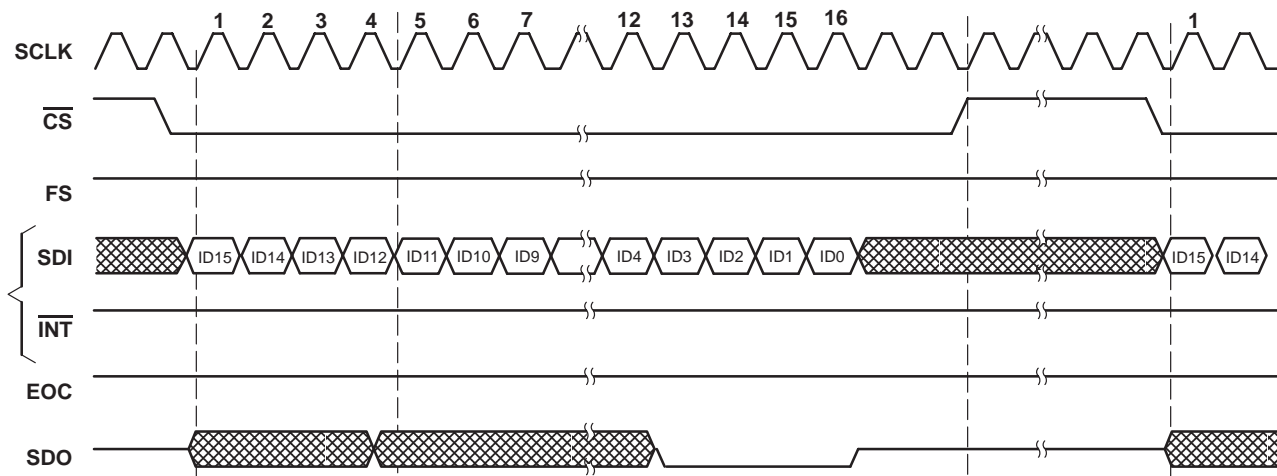 1 2 3 4 5 6 7 12 13 14 15 16 1
SCLK
CS
FS
SDI ID15 ID14 ID13 ID12 ID11 ID10 ID9 ID4 ID3 ID2 ID1 ID0 ID15 ID14
INT
EOC
SDO